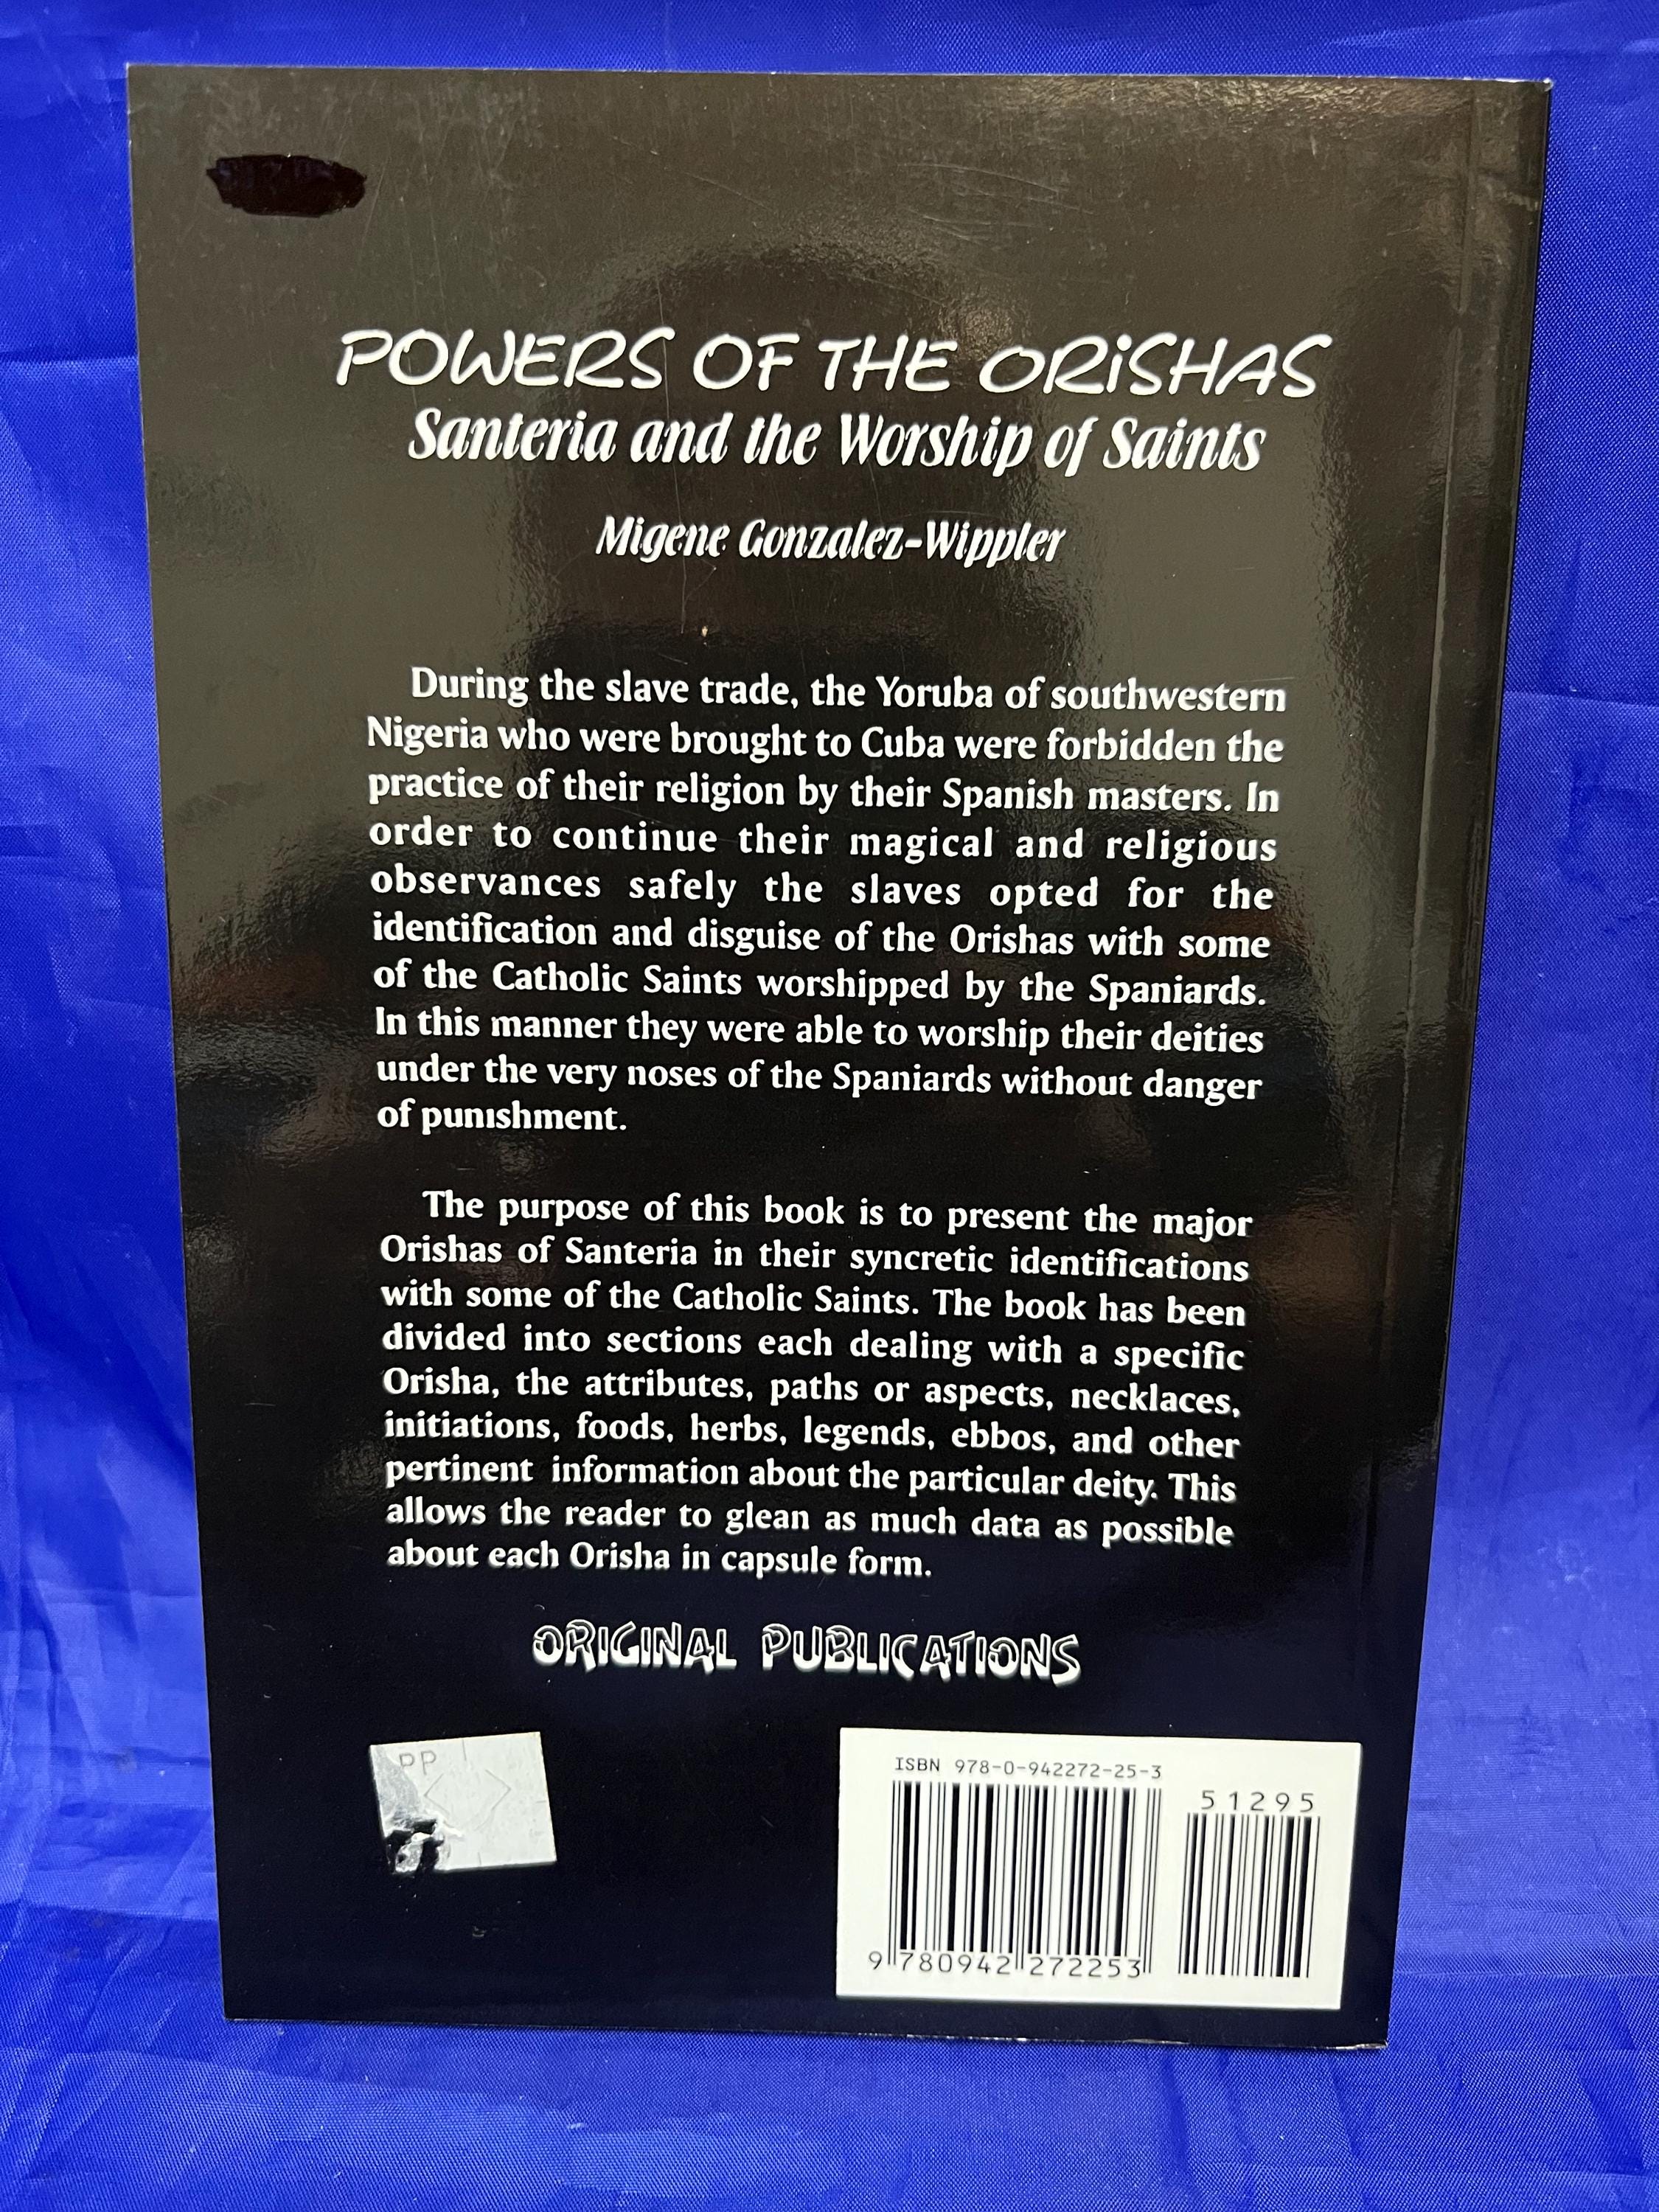 POWERS OF THE ORiSHAS
Santeria and the Worship of Saints
Migene Gonzalez-Wippler
During the slave trade, the Yoruba of southwestern
Nigeria who were brought to Cuba were forbidden the
practice of their religion by their Spanish masters. In
order to continue their magical and religious
observances safely the slaves opted for the
identification and disguise of the Orishas with some
of the Catholic Saints worshipped by the Spaniards.
In this manner they were able to worship their deities
under the very noses of the Spaniards without danger
of punishment.
The purpose of this book is to present the major
Orishas of Santeria in their syncretic identifications
with some of the Catholic Saints. The book has been
divided into sections each dealing with a specific
Orisha, the attributes, paths or aspects, necklaces,
initiations, foods, herbs, legends, ebbos, and other
pertinent information about the particular deity. This
allows the reader to glean as much data as possible
about each Orisha in capsule form.
ORIGINAL PUBLICATIONS
PP
ISBN 978-0-942272-25-3
51295
9 780942 272253